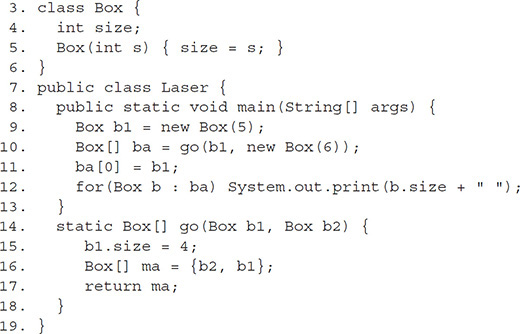 3. class Box {
4.   int size;
5.   Box(int s) { size = s; }
6. }
7. public class Laser {
8.   public static void main(String[] args) {
9.     Box b1 = new Box(5);
10.     Box[] ba = go(b1, new Box(6));
11.     ba[0] = b1;
12.     for(Box b : ba) System.out.print(b.size + " ");
13.   }
14.   static Box[] go(Box b1, Box b2) {
15.      b1.size = 4;
16.      Box[] ma = {b2, b1};
17.      return ma;
18.   }
19. }